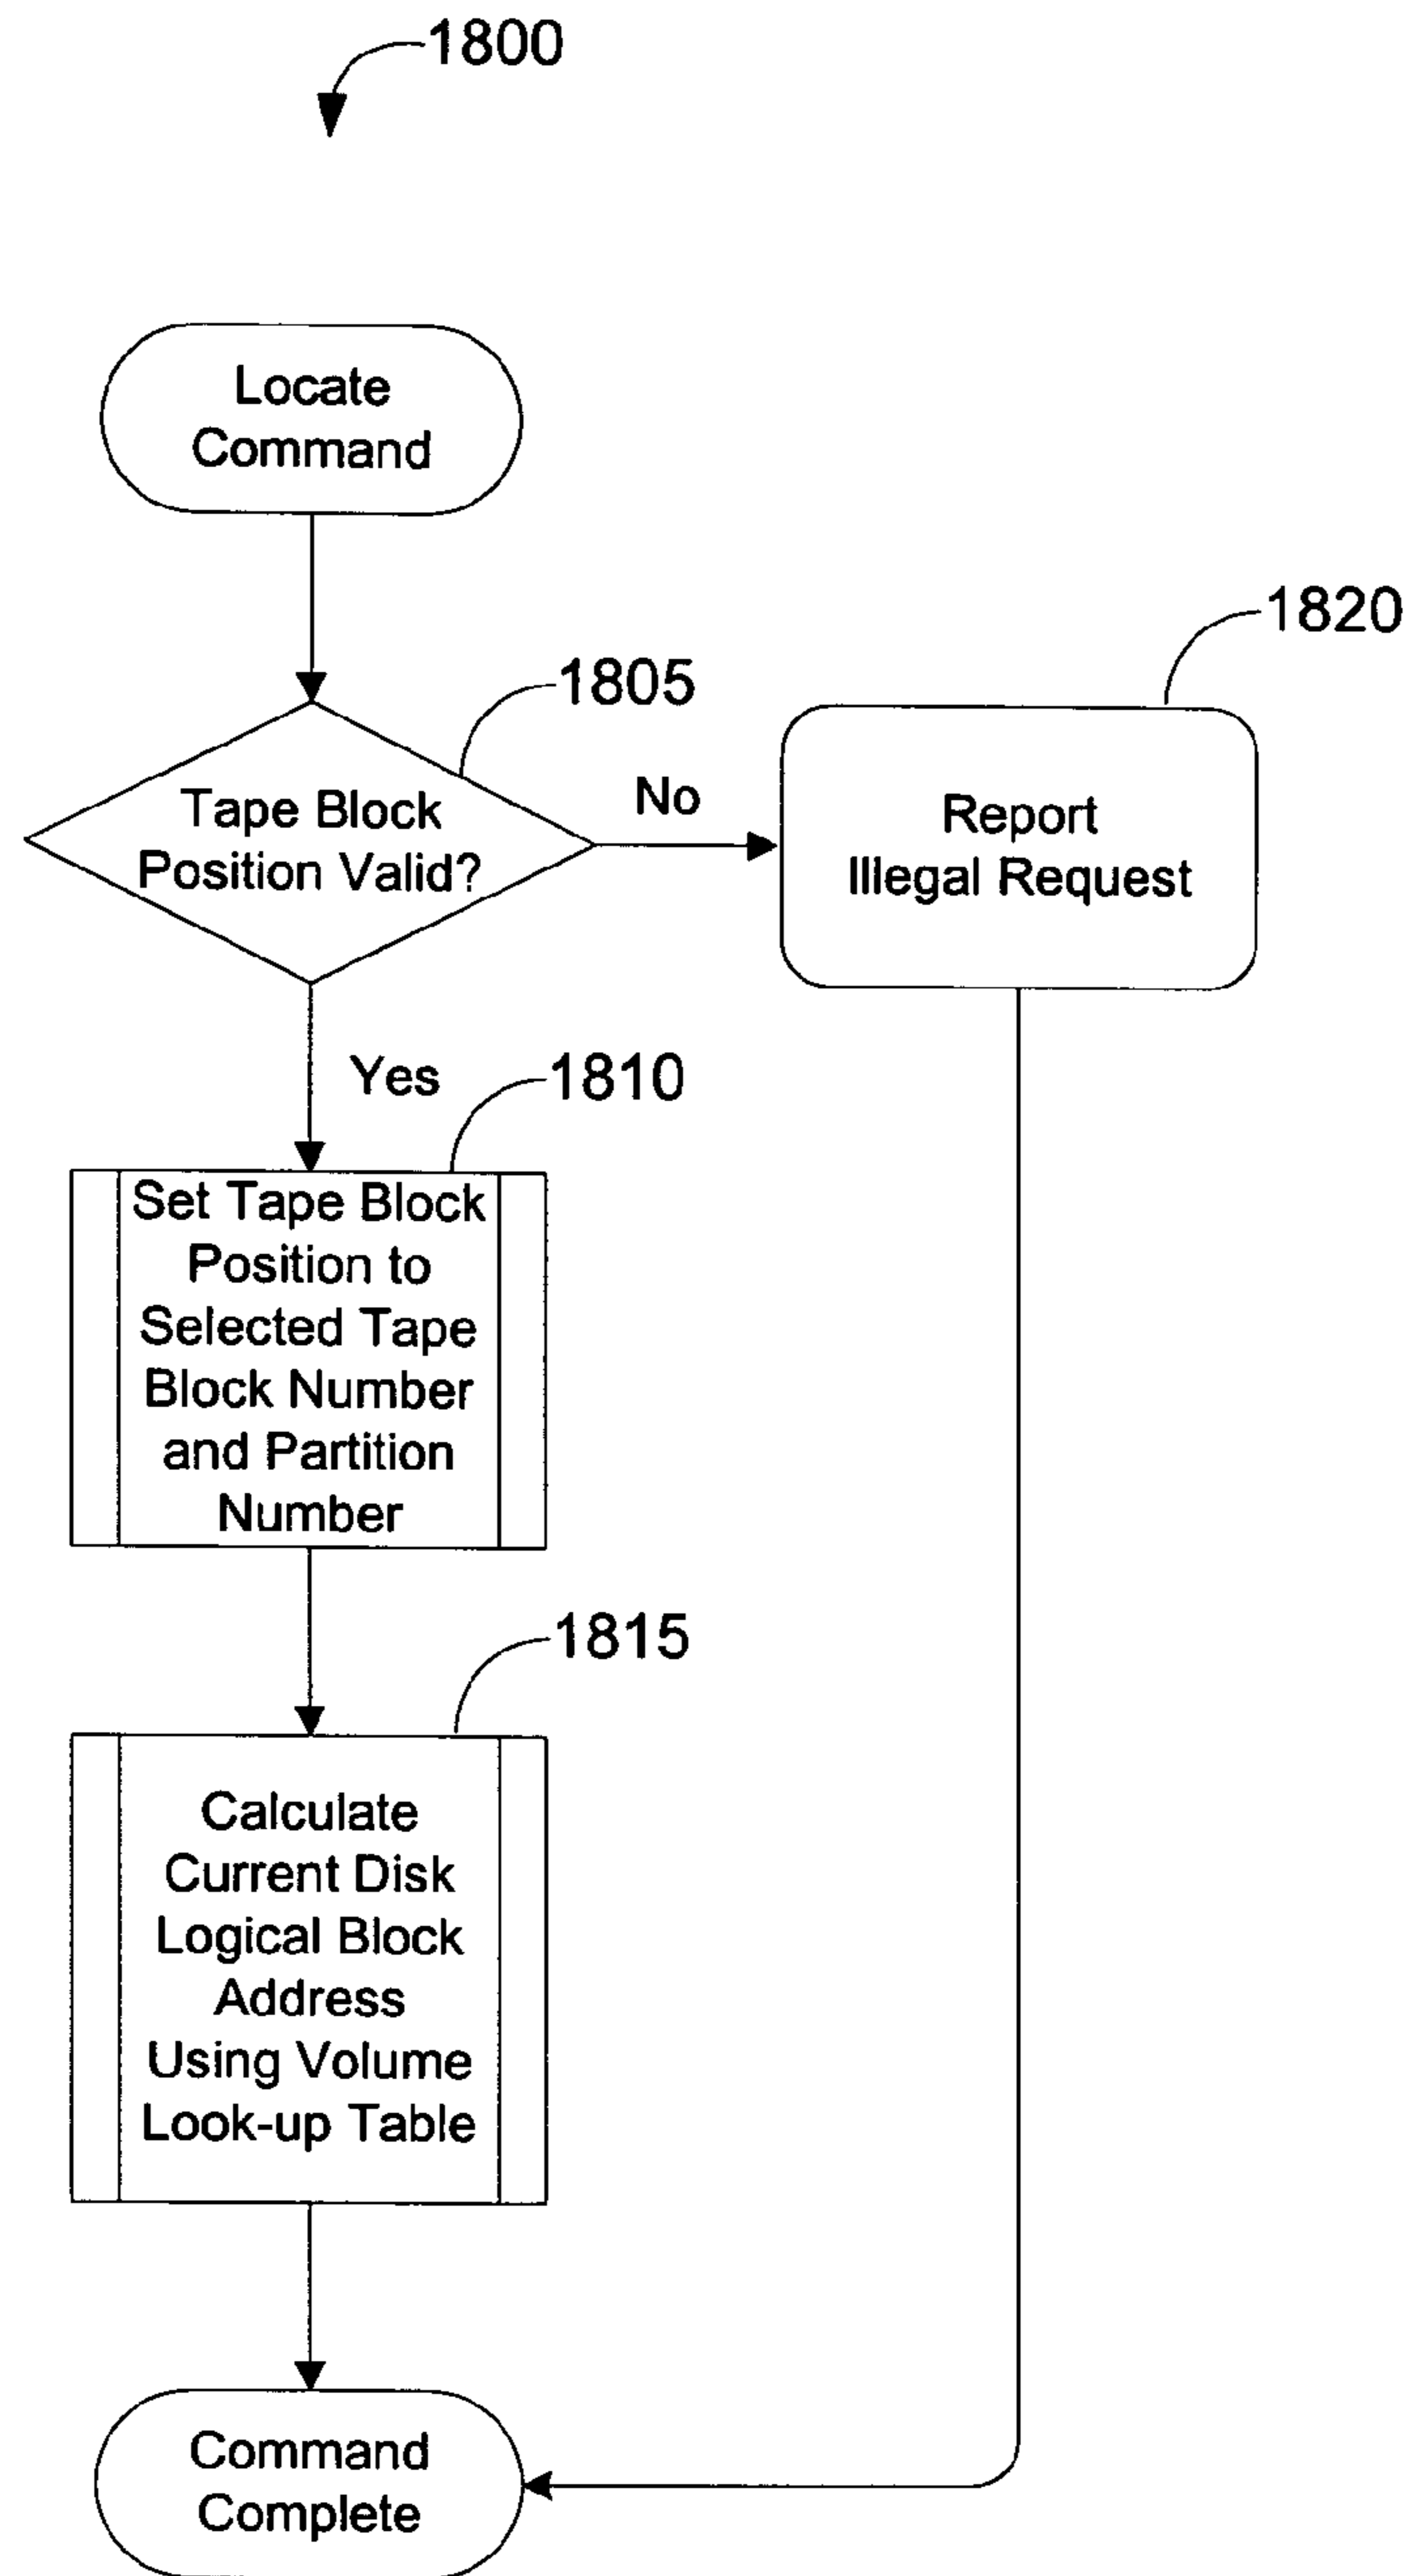 1800
Locate
Command
1805
Tape Block
Position Valid?
No
1820
Report
Illegal Request
Yes
1810
Set Tape Block
Position to
Selected Tape
Block Number
and Partition
Number
1815
Calculate
Current Disk
Logical Block
Address
Using Volume
Look-up Table
Command
Complete